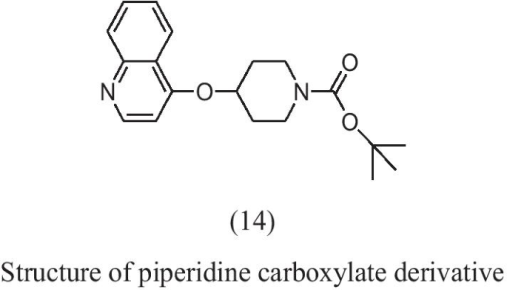 N
O
N
O
O
(14)
Structure of piperidine carboxylate derivative